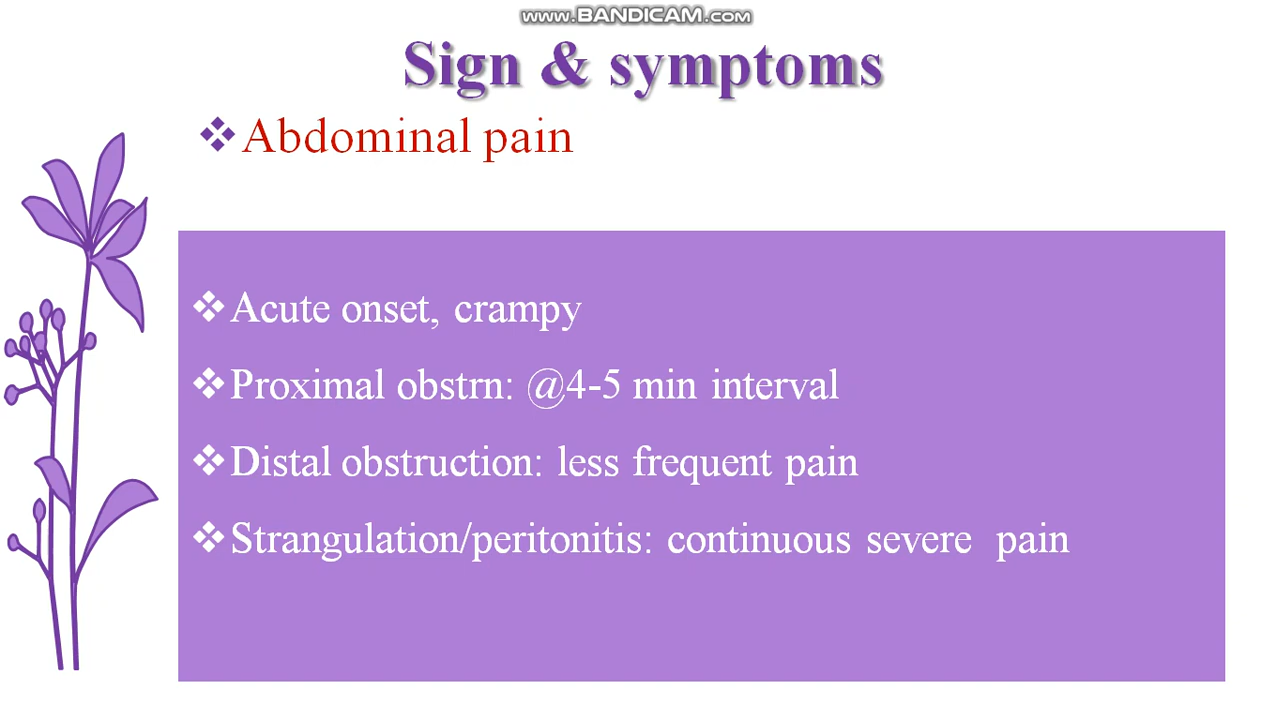 www.BANDICAM.com
Sign & symptoms
❖Abdominal pain
❖Acute onset, crampy
❖Proximal obstrn: @4-5 min interval
❖Distal obstruction: less frequent pain
❖Strangulation/peritonitis: continuous severe  pain